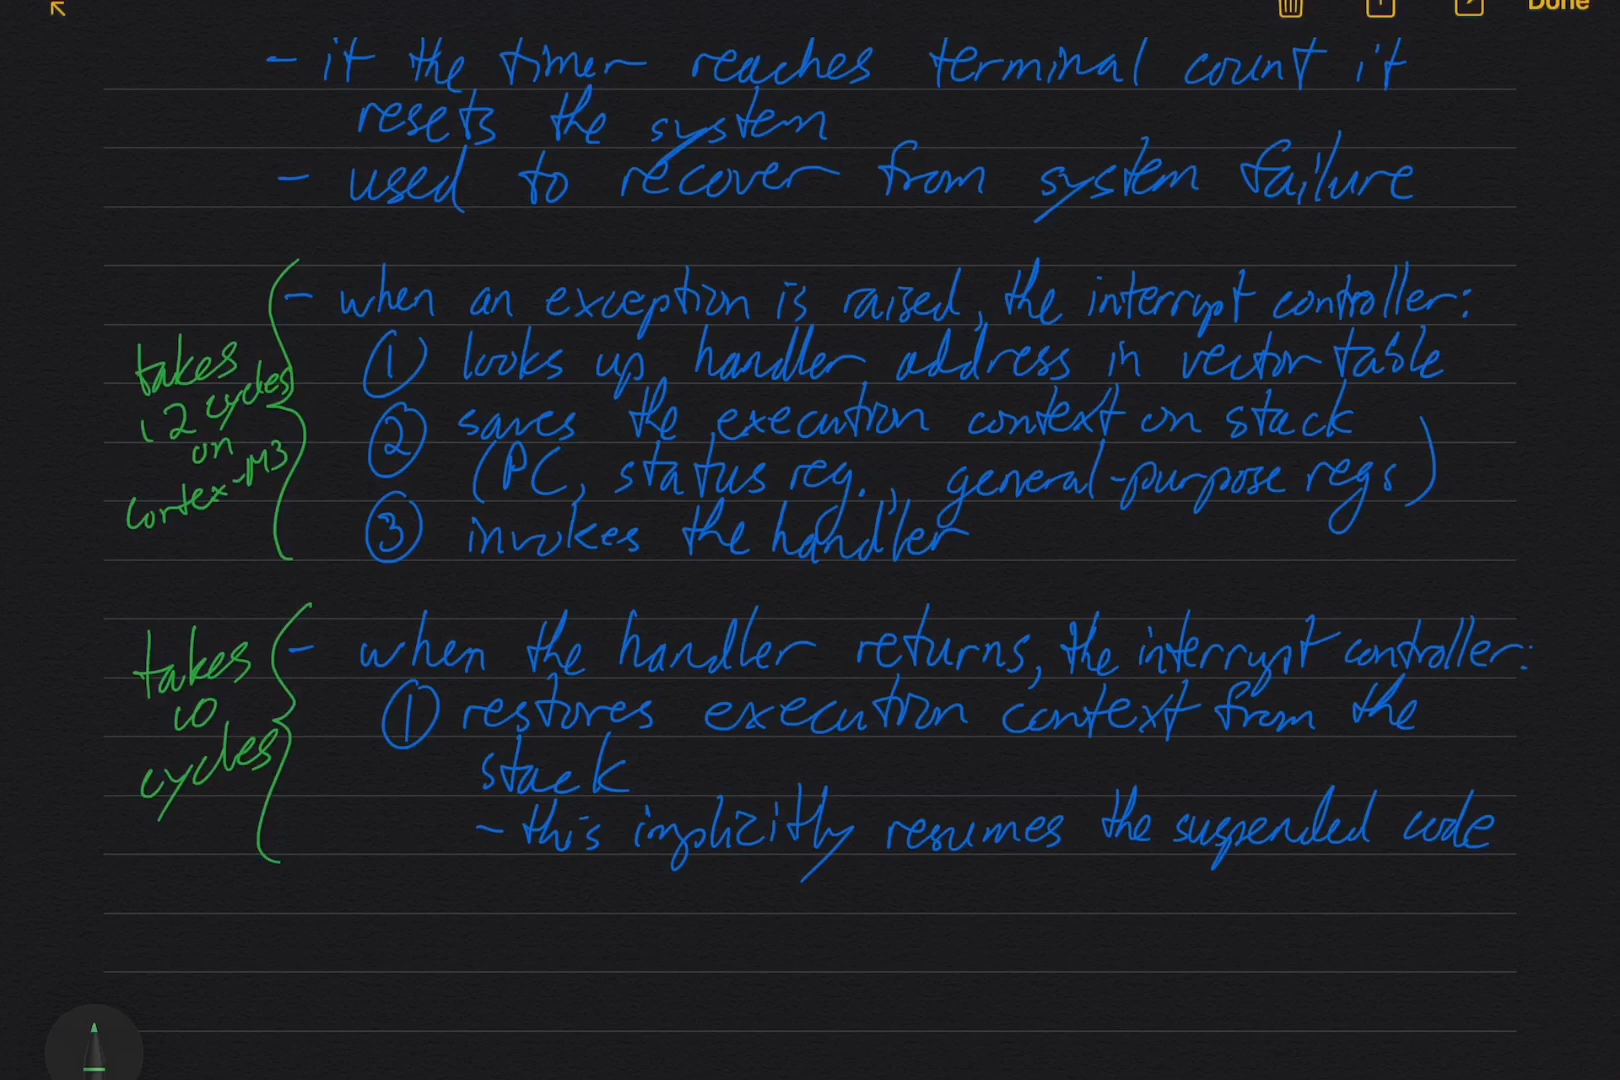 Done
- if the timer reaches terminal count it
resets the system
- used to recover from system failure
- when an exception is raised, the interrupt controller:
① looks up handler address in vector table
② saves the execution context on stack
(PC, status reg., general-purpose regs)
③ invokes the handler
takes
12 cycles
on
Cortex-M3
- when the handler returns, the interrupt controller:
① restores execution context from the
stack
- this implicitly resumes the suspended code
takes
10
cycles